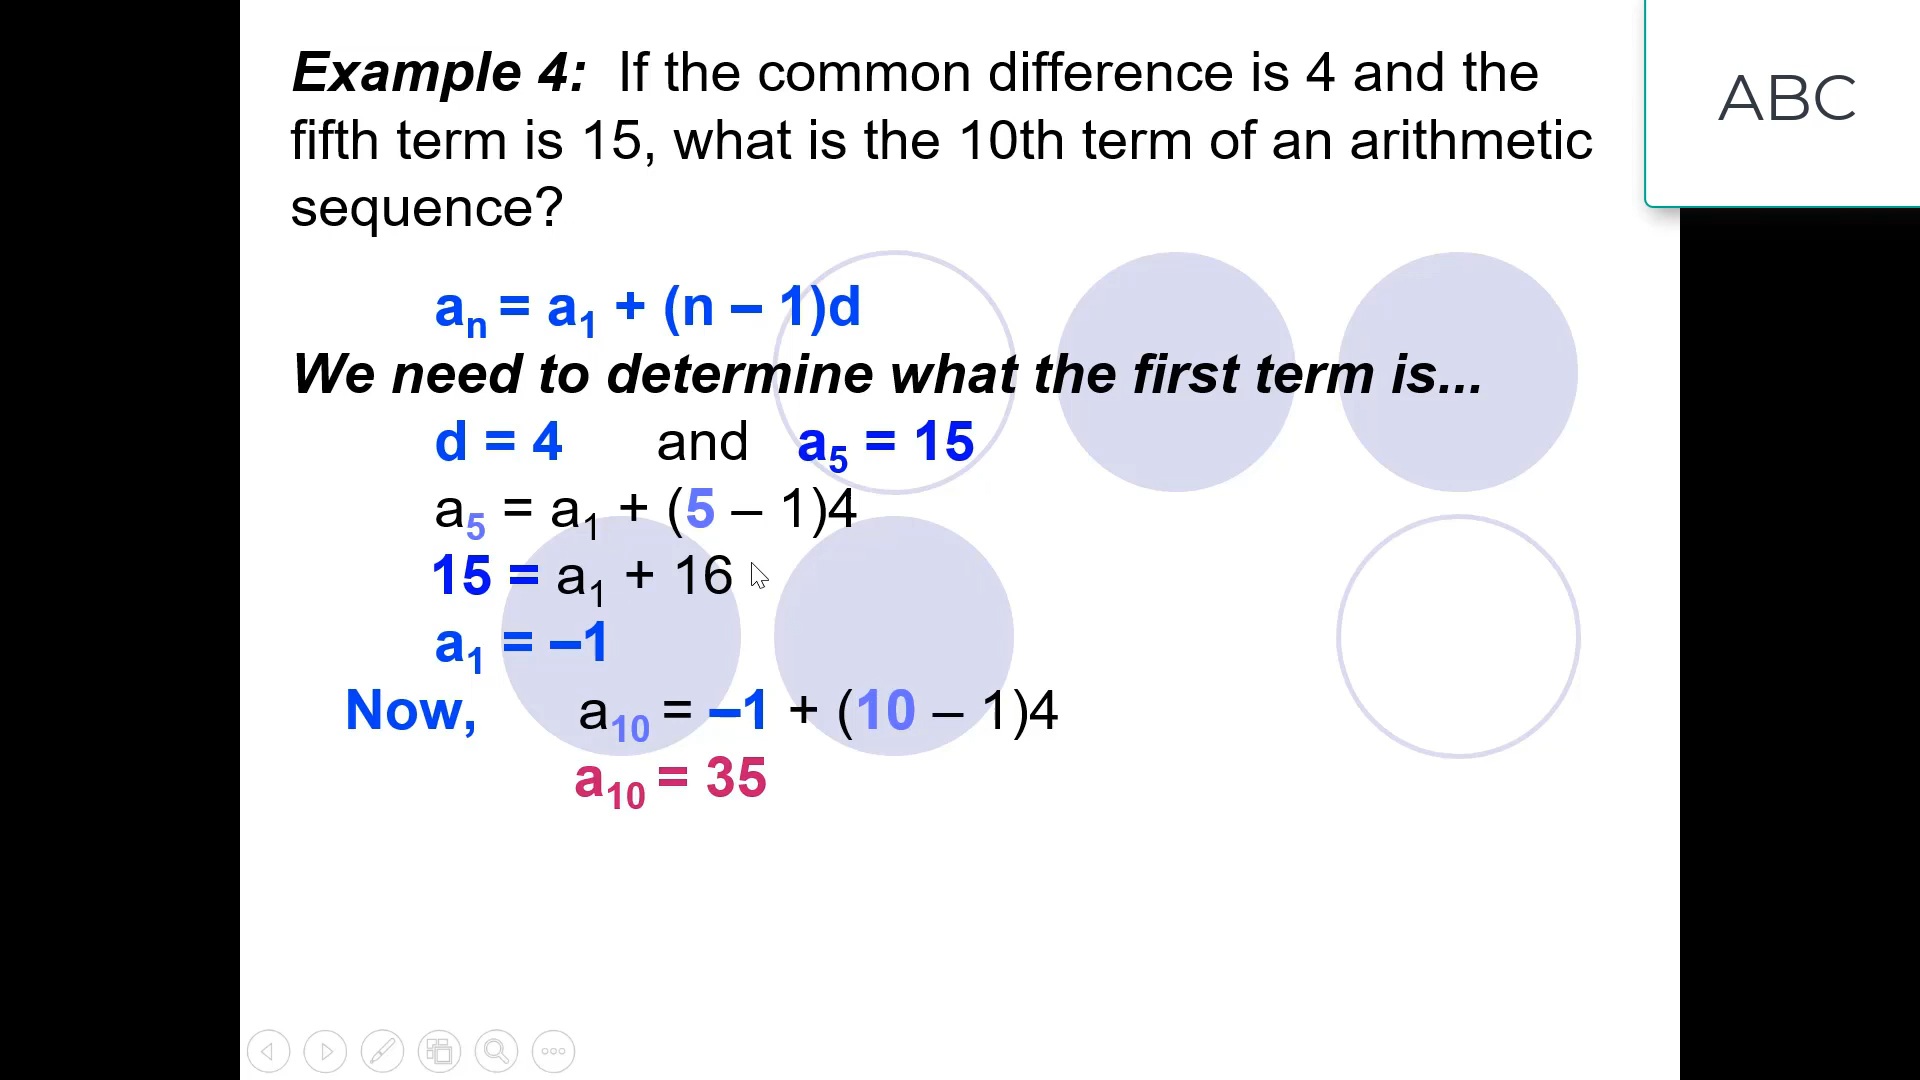 Example 4: If the common difference is 4 and the
fifth term is 15, what is the 10th term of an arithmetic
sequence?
ABC
aₙ = a₁ + (n – 1)d
We need to determine what the first term is...
d = 4 and a₅ = 15
a₅ = a₁ + (5 – 1)4
15 = a₁ + 16
a₁ = –1
Now, a₁₀ = –1 + (10 – 1)4
a₁₀ = 35